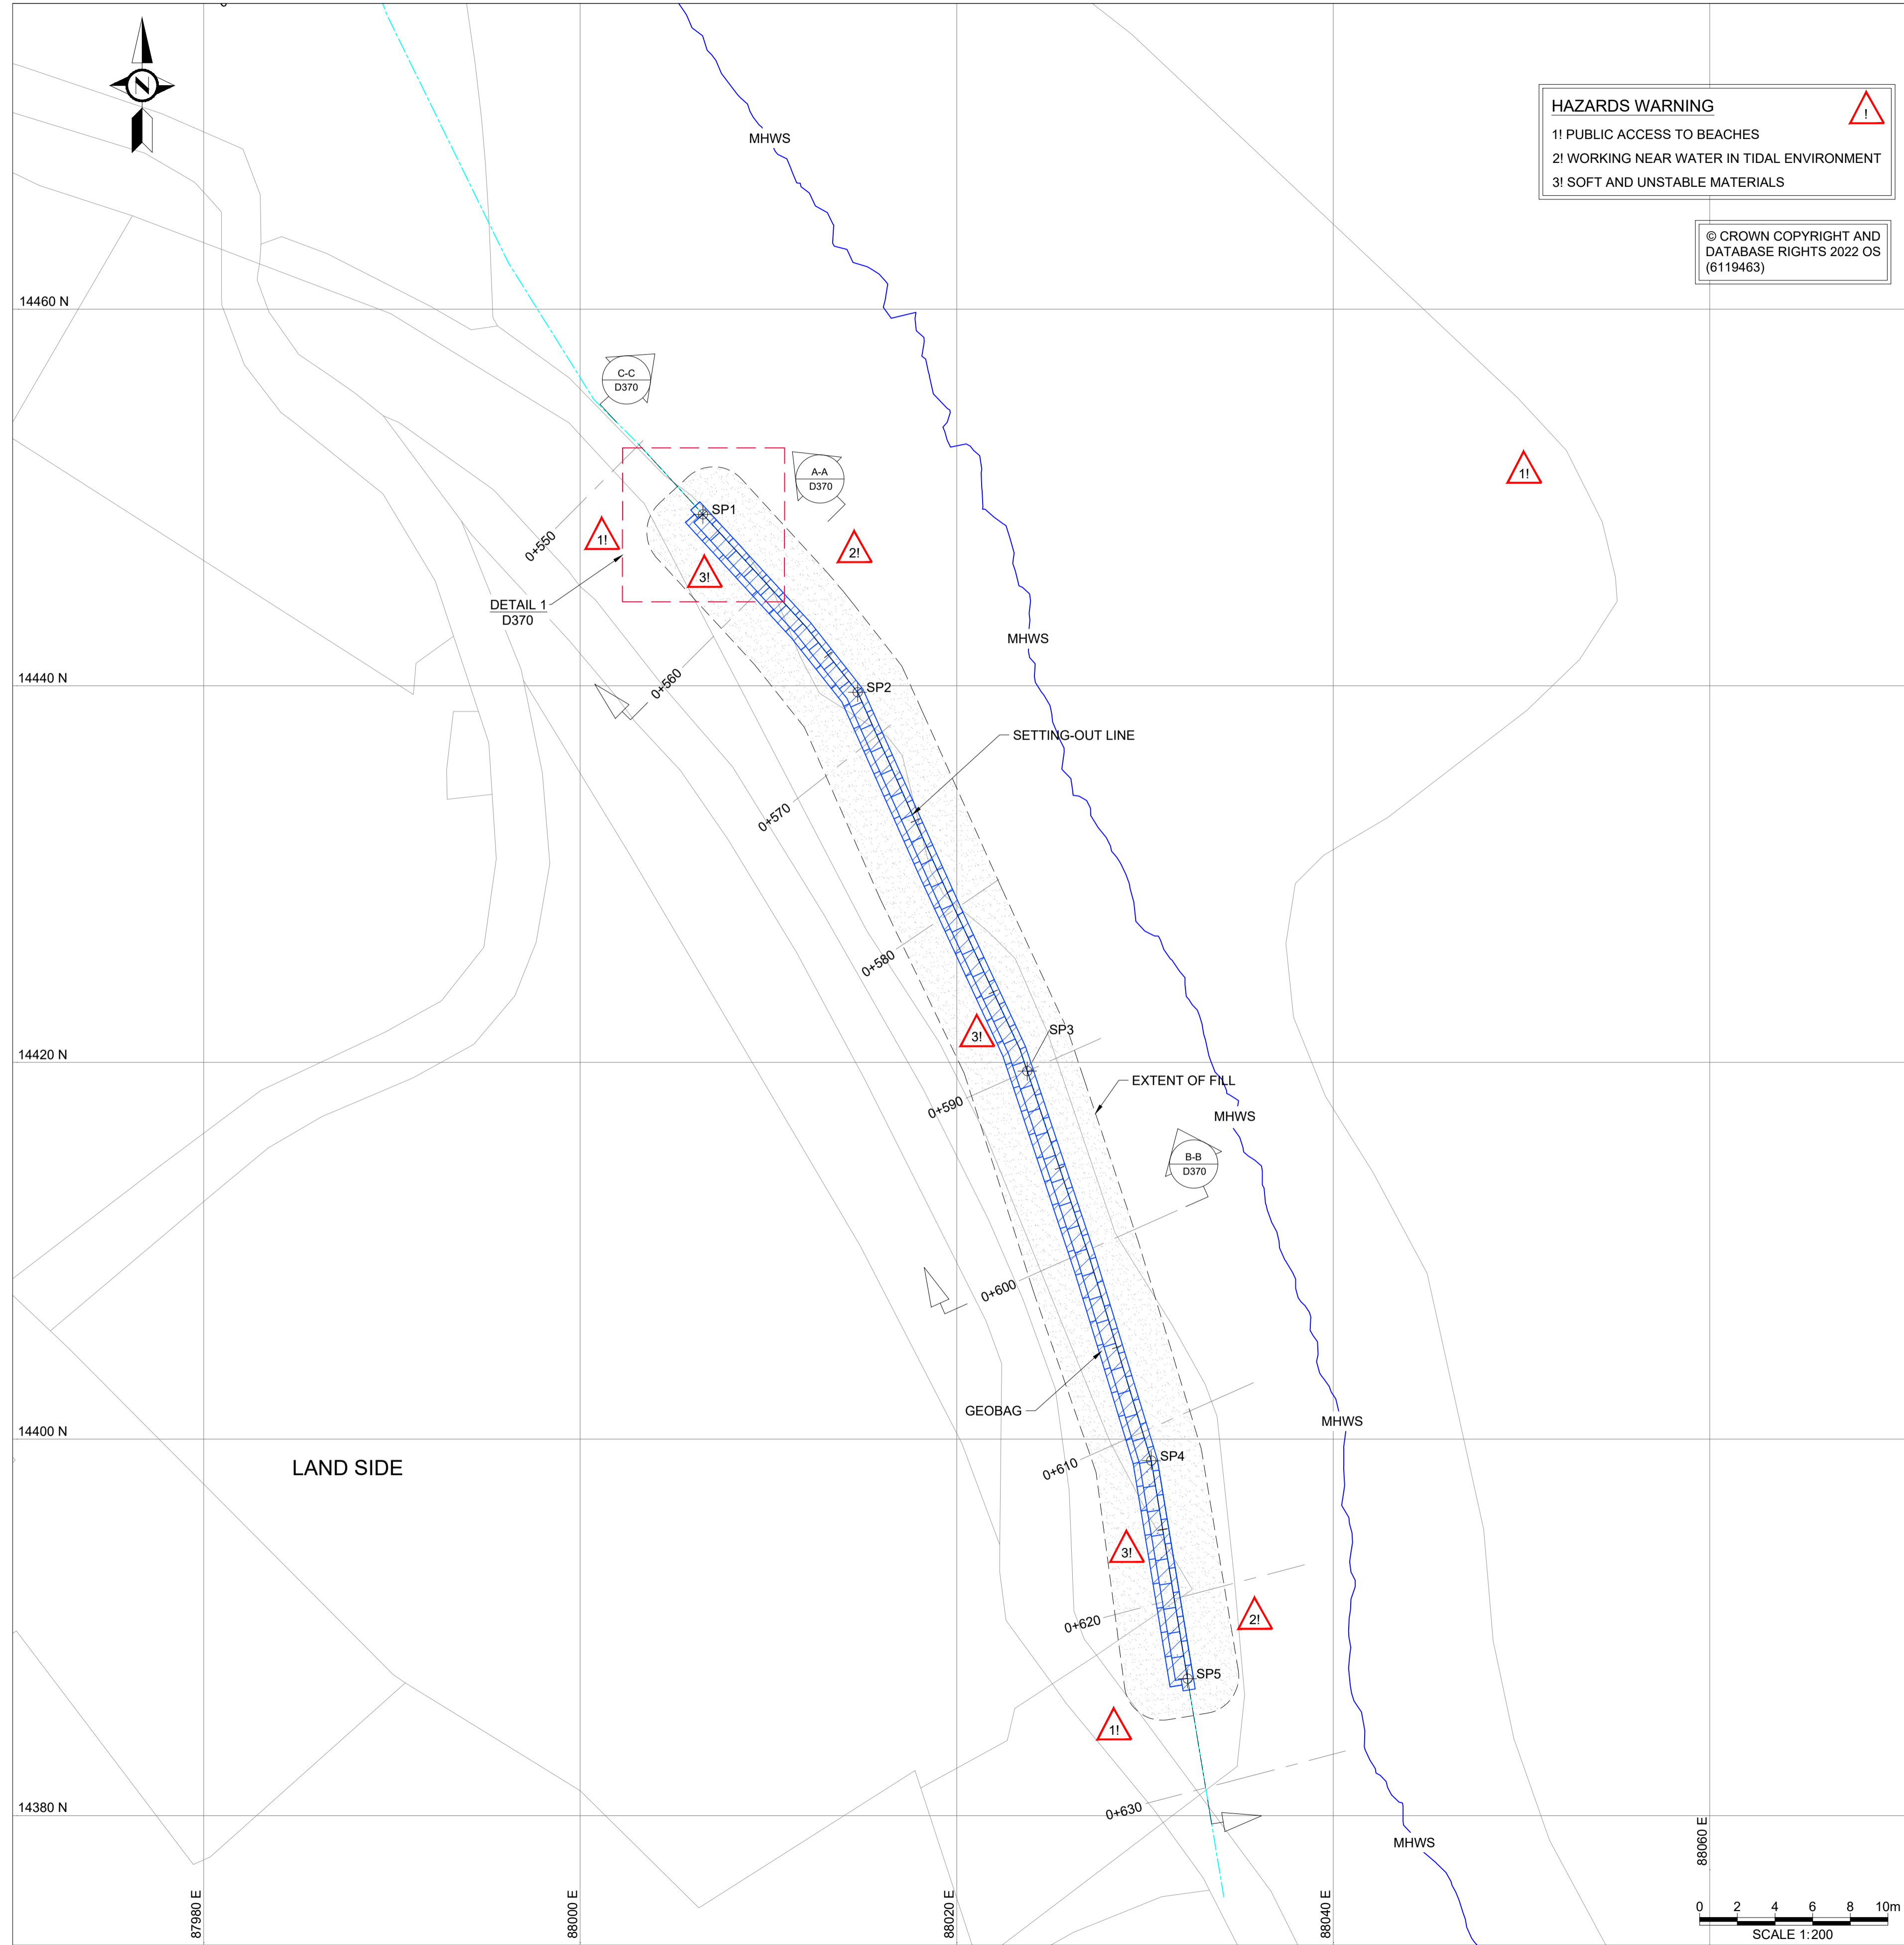 N
HAZARDS WARNING
!
1! PUBLIC ACCESS TO BEACHES
2! WORKING NEAR WATER IN TIDAL ENVIRONMENT
3! SOFT AND UNSTABLE MATERIALS
© CROWN COPYRIGHT AND
DATABASE RIGHTS 2022 OS
(6119463)
MHWS
14460 N
C-C
D370
A-A
D370
1!
SP1
1!
2!
0+550
3!
DETAIL 1
D370
MHWS
0+560
14440 N
SP2
SETTING-OUT LINE
0+570
0+580
3!
SP3
14420 N
EXTENT OF FILL
0+590
MHWS
B-B
D370
0+600
GEOBAG
MHWS
14400 N
LAND SIDE
SP4
0+610
3!
2!
0+620
SP5
1!
14380 N
0+630
MHWS
87980 E
88000 E
88020 E
88040 E
88060 E
0 2 4 6 8 10m
SCALE 1:200